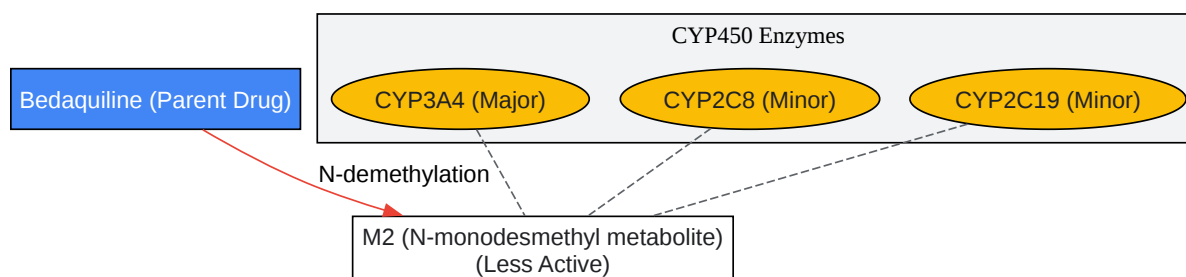 CYP450 Enzymes
Bedaquiline (Parent Drug)
CYP3A4 (Major)
CYP2C8 (Minor)
CYP2C19 (Minor)
N-demethylation
M2 (N-monodesmethyl metabolite)
(Less Active)